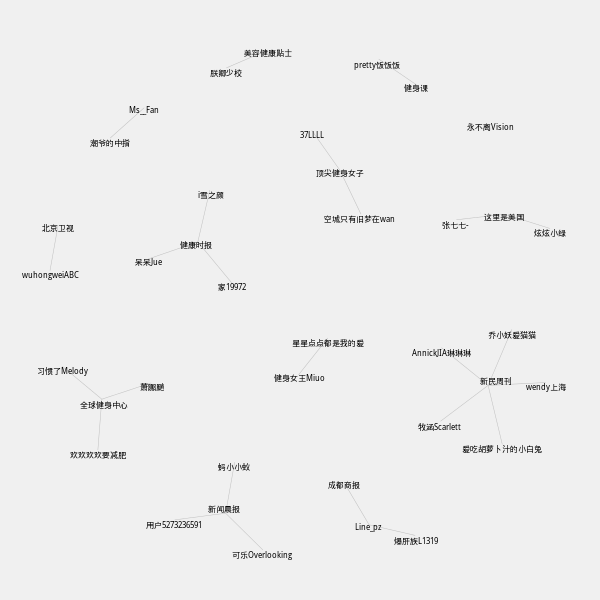 美容健康贴士
pretty饭饭饭
朕卿少校
健身课
Ms_Fan
永不离Vision
37LLLL
潮爷的中指
顶尖健身女子
i雪之颜
空城只有旧梦在wan
这里是美国
张七七-
北京卫视
炫炫小绿
健康时报
呆呆Jue
wuhongweiABC
家19972
乔小妖爱猫猫
星星点点都是我的爱
AnnickJIA琳琳琳
习惯了Melody
健身女王Miuo
新民周刊
wendy上海
全球健身中心
牧涵Scarlett
爱吃胡萝卜汁的小白兔
欢欢欢欢要减肥
蚂小小蚁
成都商报
新闻晨报
用户5273236591
Line_pz
爆肝族L1319
可乐Overlooking